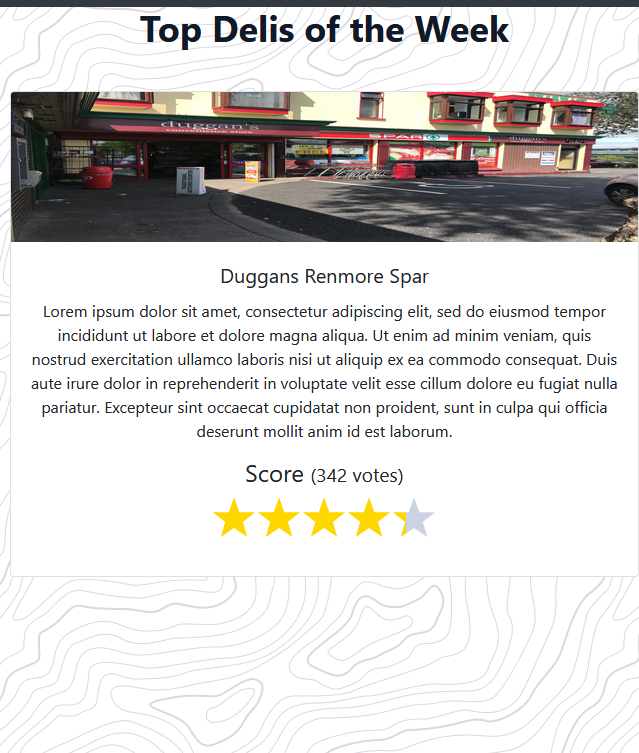 Top Delis of the Week
duggan's
convenience store
SPAR
duggan's
Duggans Renmore Spar
Lorem ipsum dolor sit amet, consectetur adipiscing elit, sed do eiusmod tempor
incididunt ut labore et dolore magna aliqua. Ut enim ad minim veniam, quis
nostrud exercitation ullamco laboris nisi ut aliquip ex ea commodo consequat. Duis
aute irure dolor in reprehenderit in voluptate velit esse cillum dolore eu fugiat nulla
pariatur. Excepteur sint occaecat cupidatat non proident, sunt in culpa qui officia
deserunt mollit anim id est laborum.
Score (342 votes)